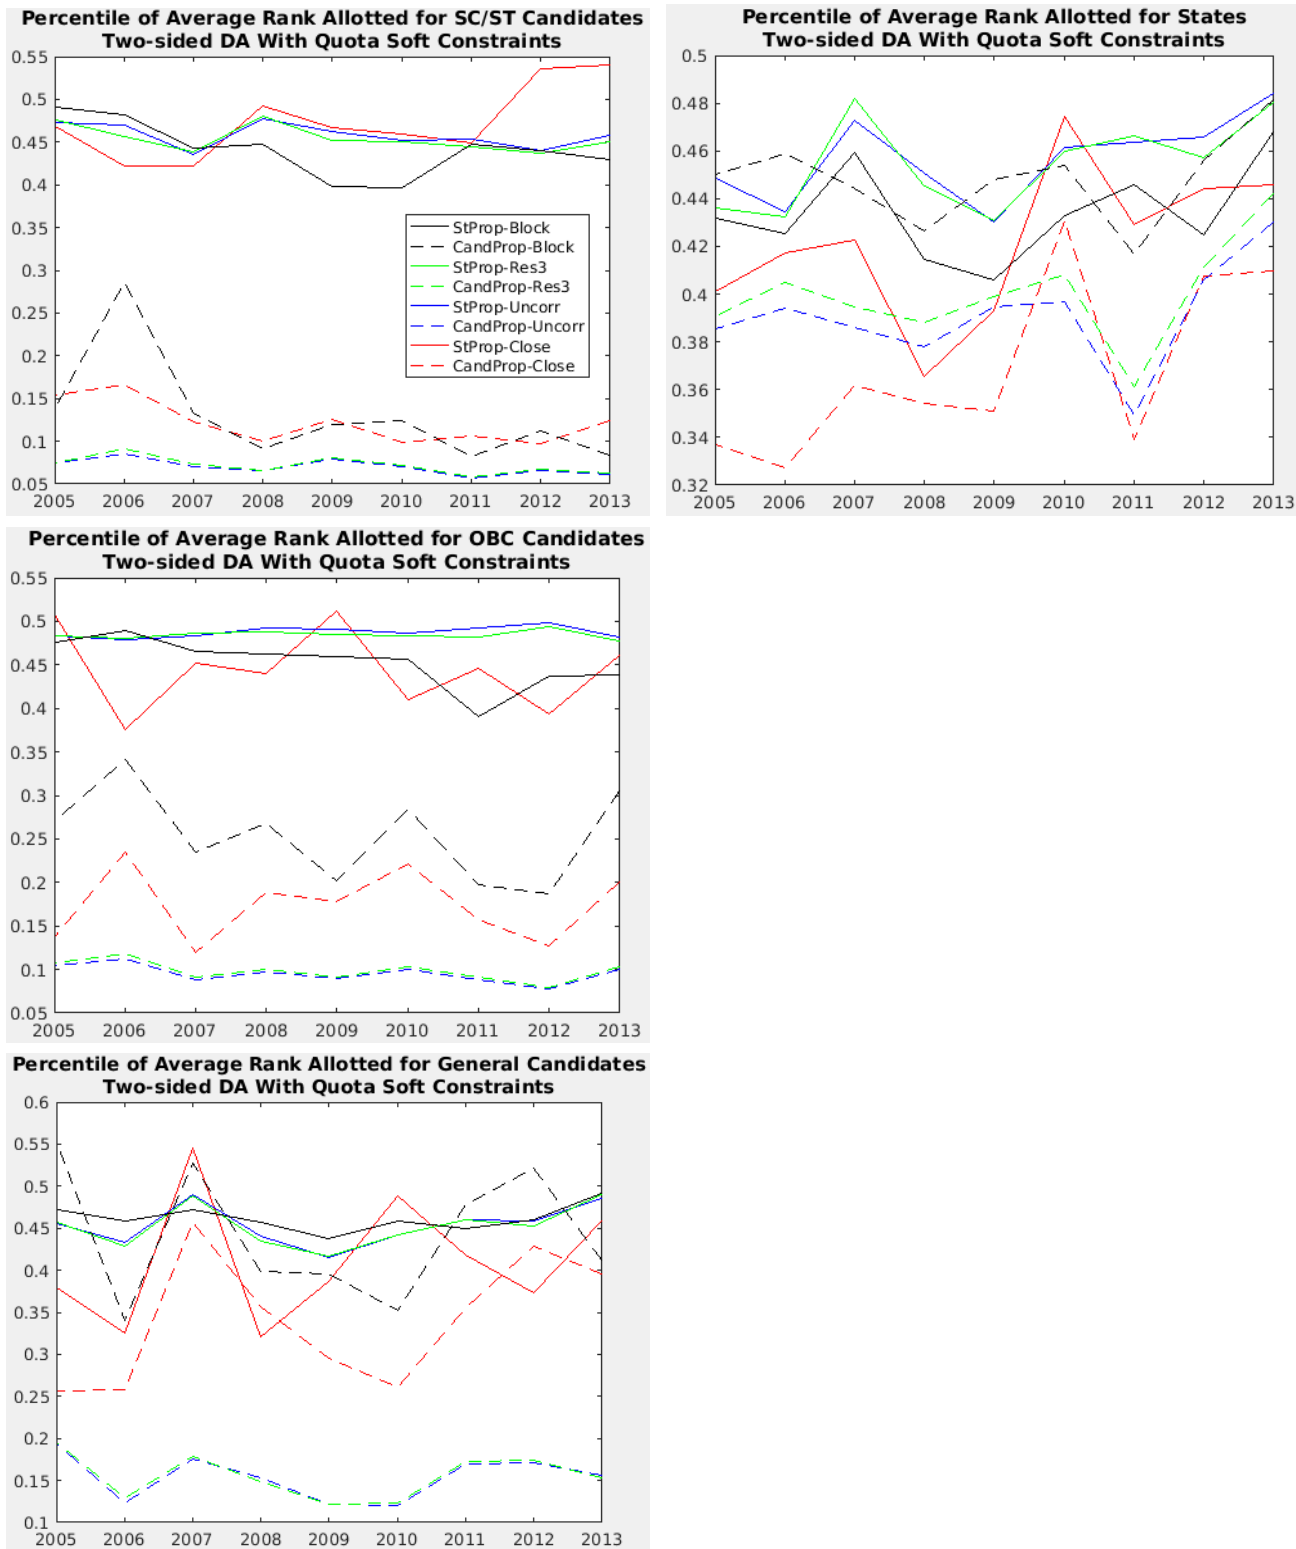 Percentile of Average Rank Allotted for SC/ST Candidates
Two-sided DA With Quota Soft Constraints
0.55
0.5
0.45
0.4
0.35
0.3
0.25
0.2
0.15
0.1
0.05
2005 2006 2007 2008 2009 2010 2011 2012 2013
StProp-Block
CandProp-Block
StProp-Res3
CandProp-Res3
StProp-Uncorr
CandProp-Uncorr
StProp-Close
CandProp-Close
Percentile of Average Rank Allotted for States
Two-sided DA With Quota Soft Constraints
0.5
0.48
0.46
0.44
0.42
0.4
0.38
0.36
0.34
0.32
2005 2006 2007 2008 2009 2010 2011 2012 2013
Percentile of Average Rank Allotted for OBC Candidates
Two-sided DA With Quota Soft Constraints
0.55
0.5
0.45
0.4
0.35
0.3
0.25
0.2
0.15
0.1
0.05
2005 2006 2007 2008 2009 2010 2011 2012 2013
Percentile of Average Rank Allotted for General Candidates
Two-sided DA With Quota Soft Constraints
0.6
0.55
0.5
0.45
0.4
0.35
0.3
0.25
0.2
0.15
0.1
2005 2006 2007 2008 2009 2010 2011 2012 2013